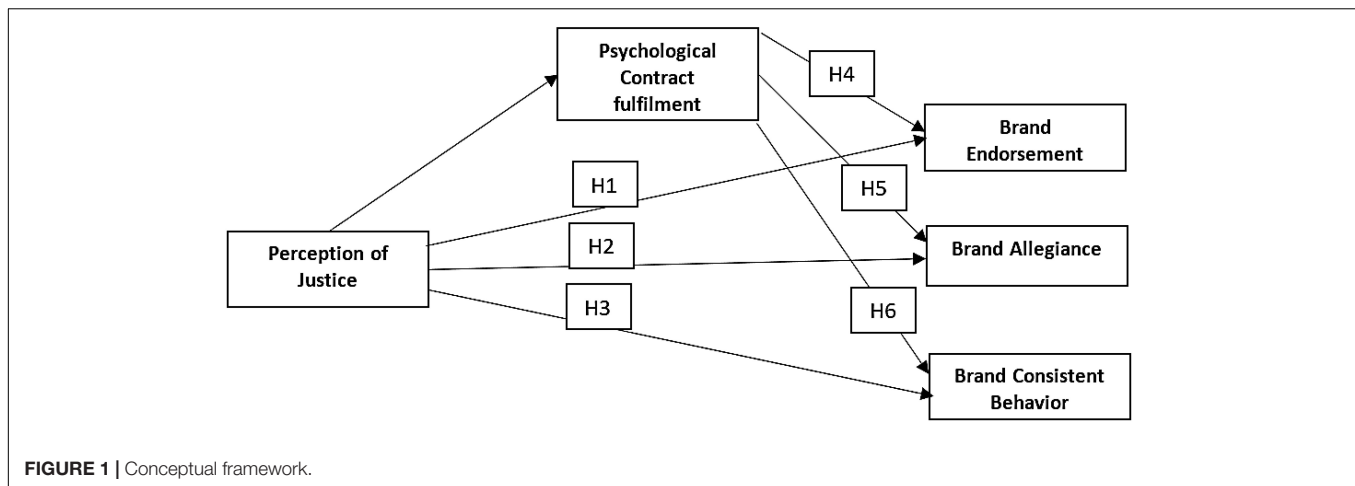 Psychological
Contract
fulfilment
H4
Brand
Endorsement
H1
H5
Perception of
Justice
H2
Brand Allegiance
H3
H6
Brand Consistent
Behavior
FIGURE 1 | Conceptual framework.